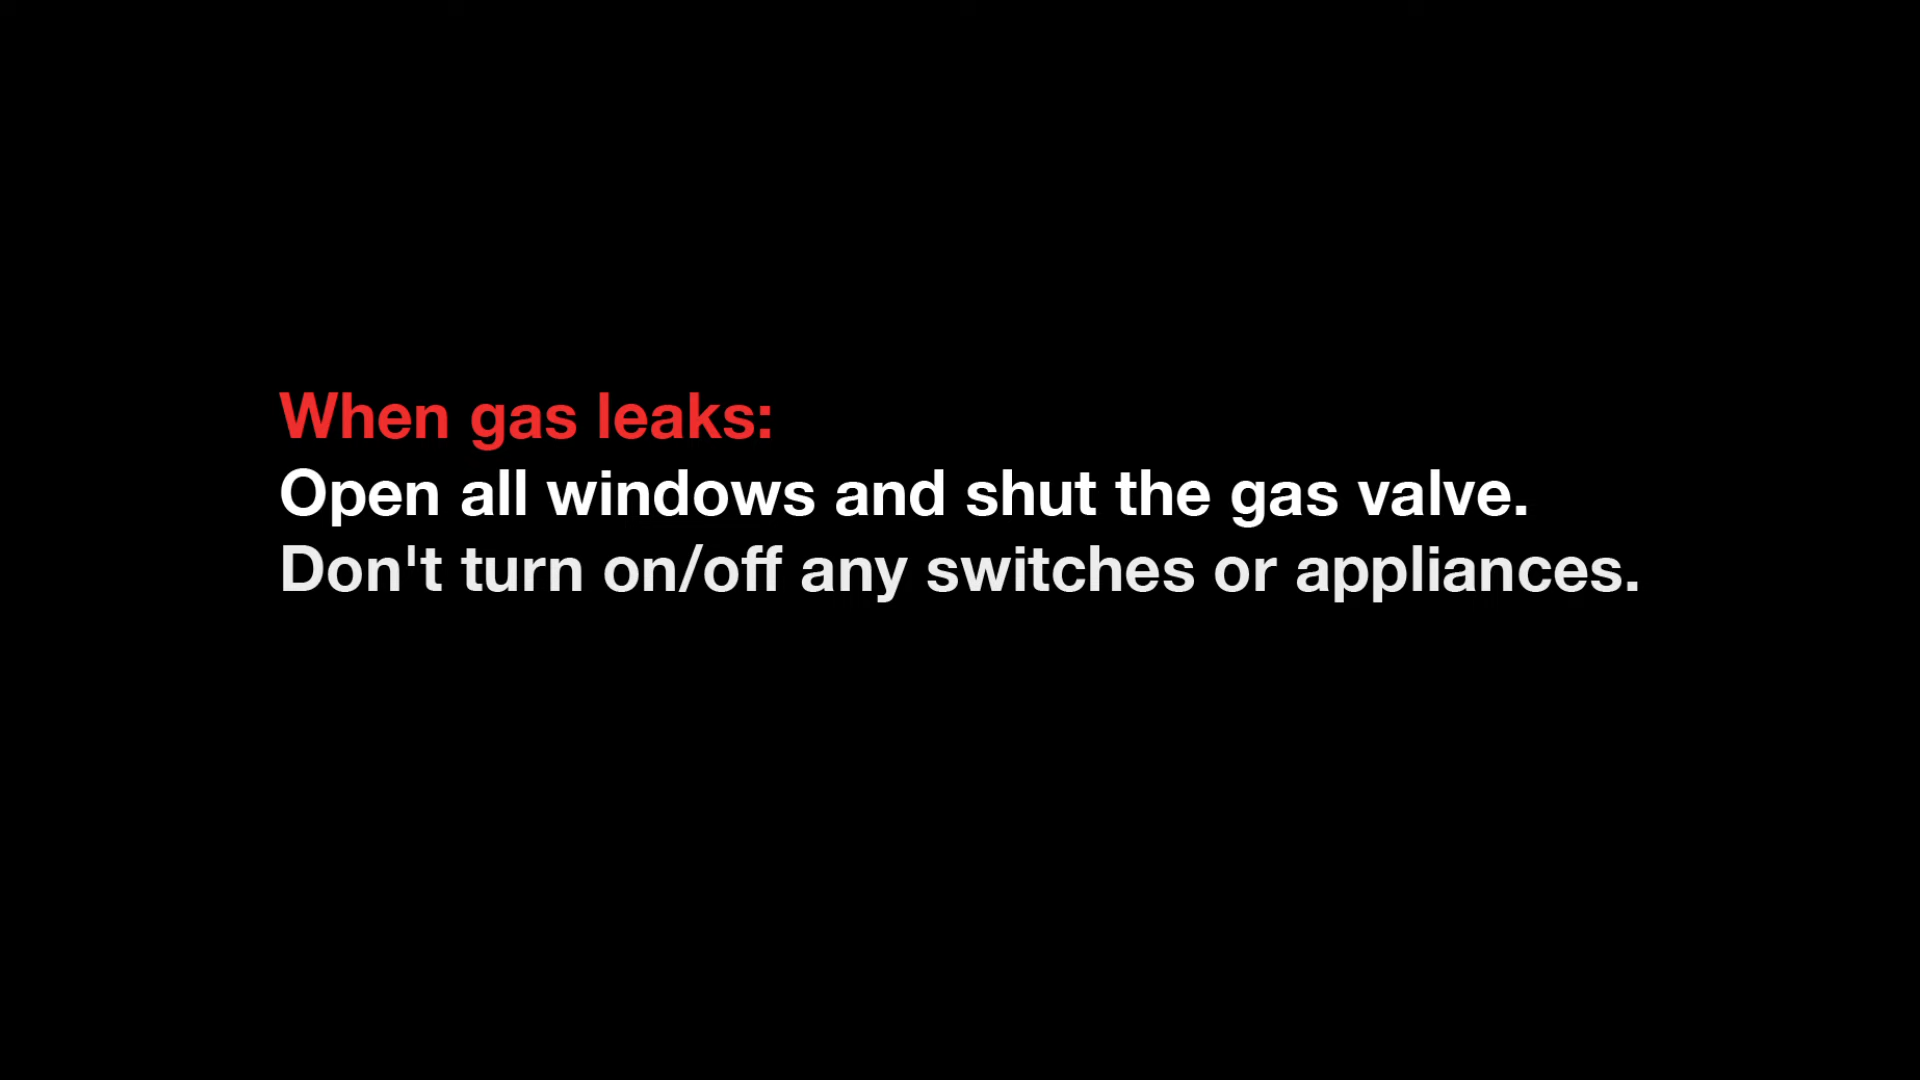 When gas leaks:
Open all windows and shut the gas valve.
Don't turn on/off any switches or appliances.